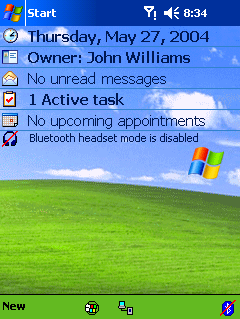 Start 8:34
Thursday, May 27, 2004
Owner: John Williams
No unread messages
1 Active task
No upcoming appointments
Bluetooth headset mode is disabled
New